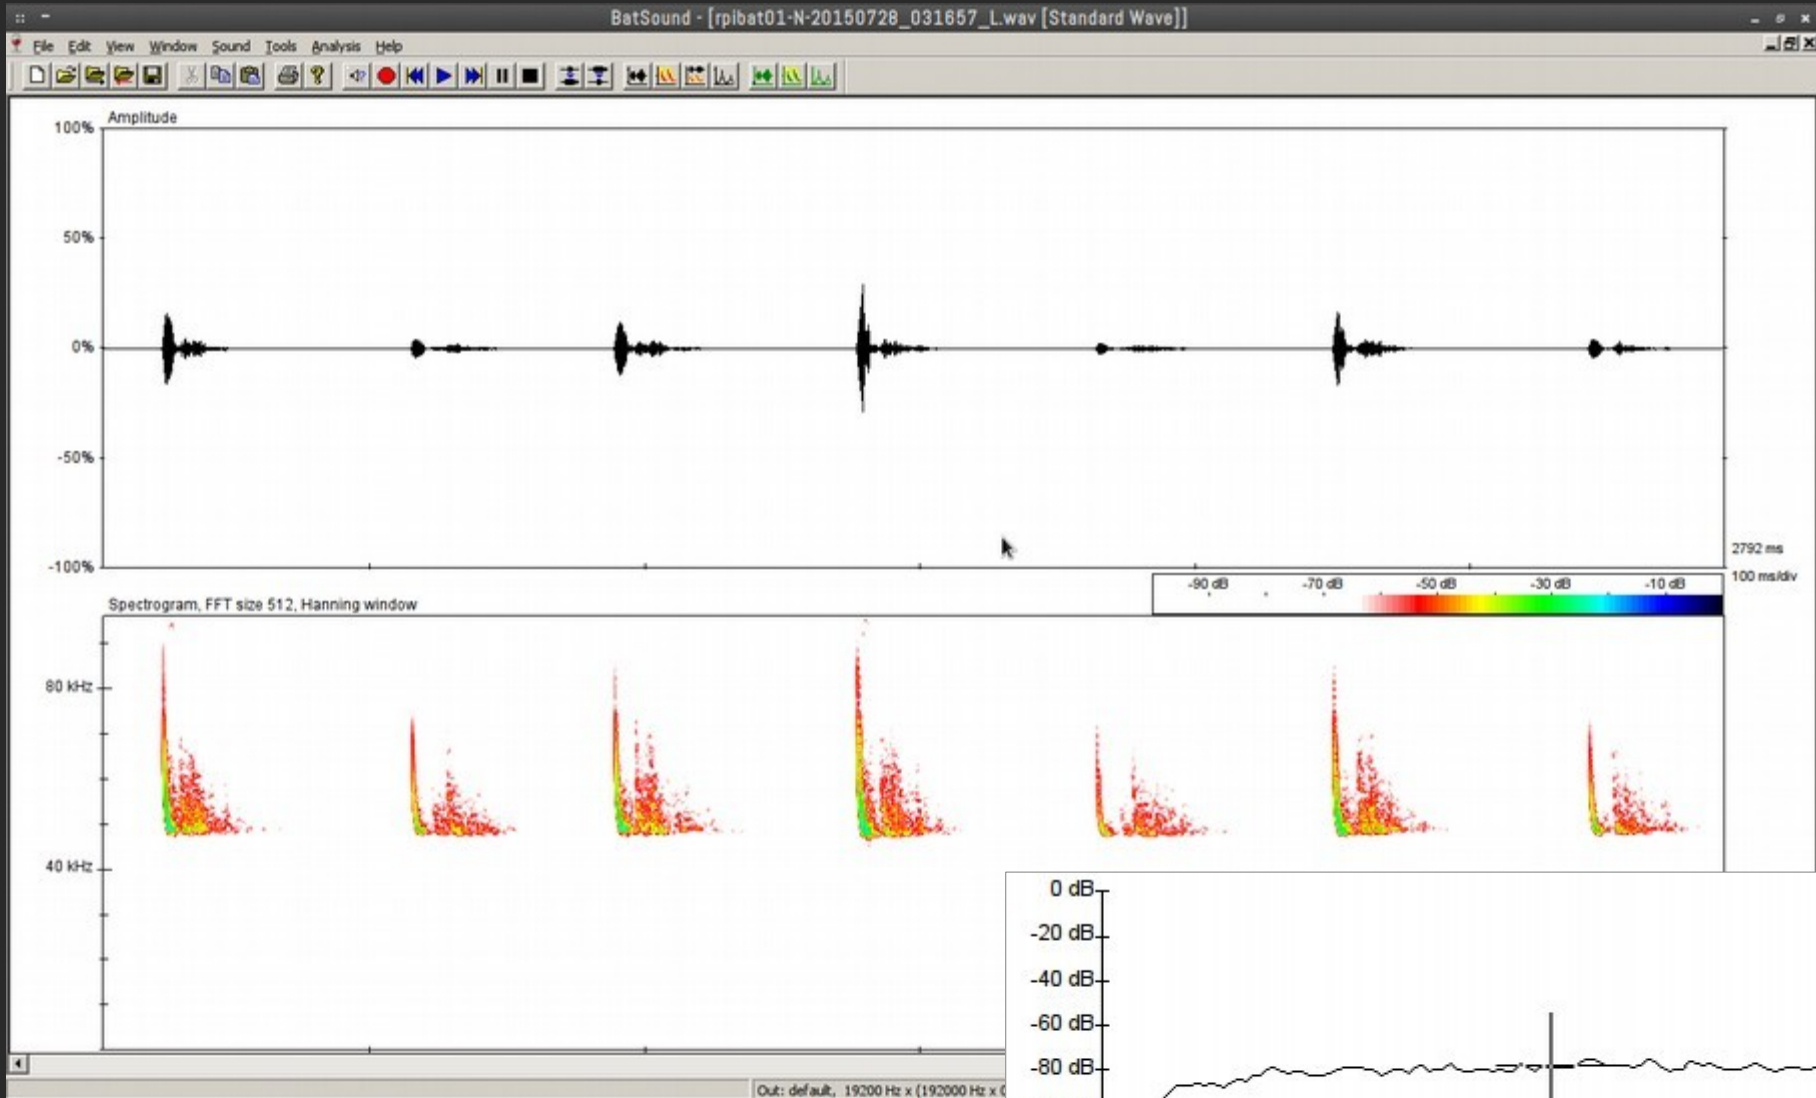 BatSound - [rpibat01-N-20150728_031657_L.wav [Standard Wave]]
File Edit View Window Sound Tools Analysis Help
Amplitude
100%
50%
0%
-50%
-100%
2792 ms
100 ms/div
-90 dB -70 dB -50 dB -30 dB -10 dB
Spectrogram, FFT size 512, Hanning window
80 kHz
40 kHz
0 dB
-20 dB
-40 dB
-60 dB
-80 dB
Out: default, 19200 Hz x (192000 Hz x